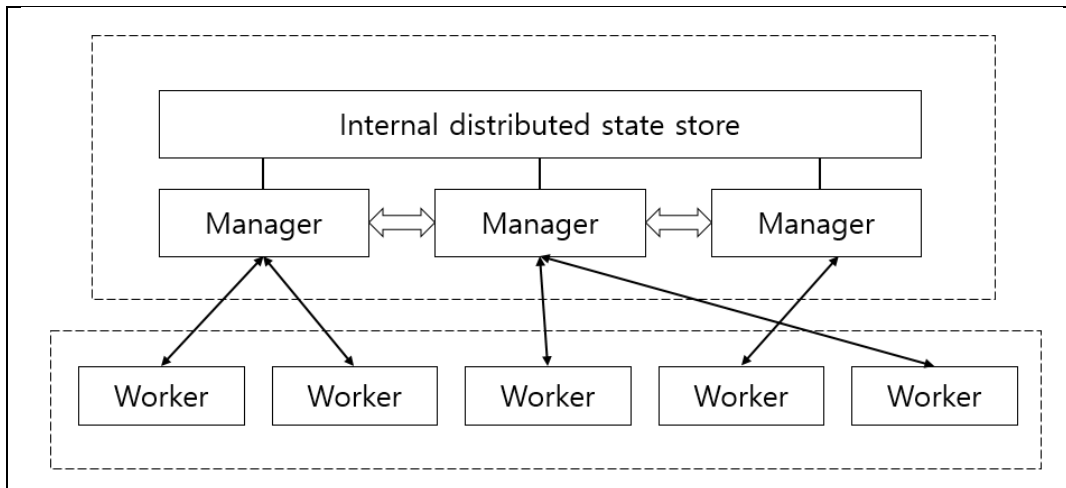 Internal distributed state store
Manager
Manager
Manager
Worker
Worker
Worker
Worker
Worker